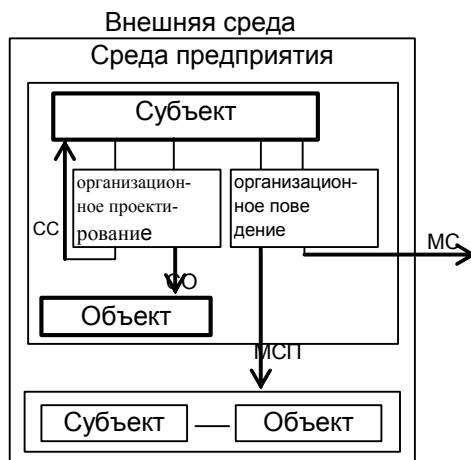 Внешняя среда
Среда предприятия
Субъект
организацион-
ное проекти-
рование
организацион-
ное пове
дение
СС
МС
СО
Объект
МСП
Субъект
Объект